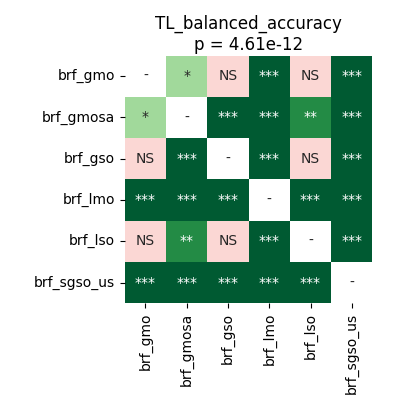 TL_balanced_accuracy
p = 4.61e-12
brf_gmo - * NS *** NS ***
brf_gmosa * - *** *** ** ***
brf_gso NS *** - *** NS ***
brf_lmo *** *** *** - *** ***
brf_lso NS ** NS *** - ***
brf_sgso_us *** *** *** *** *** -
brf_gmo brf_gmosa brf_gso brf_lmo brf_lso brf_sgso_us